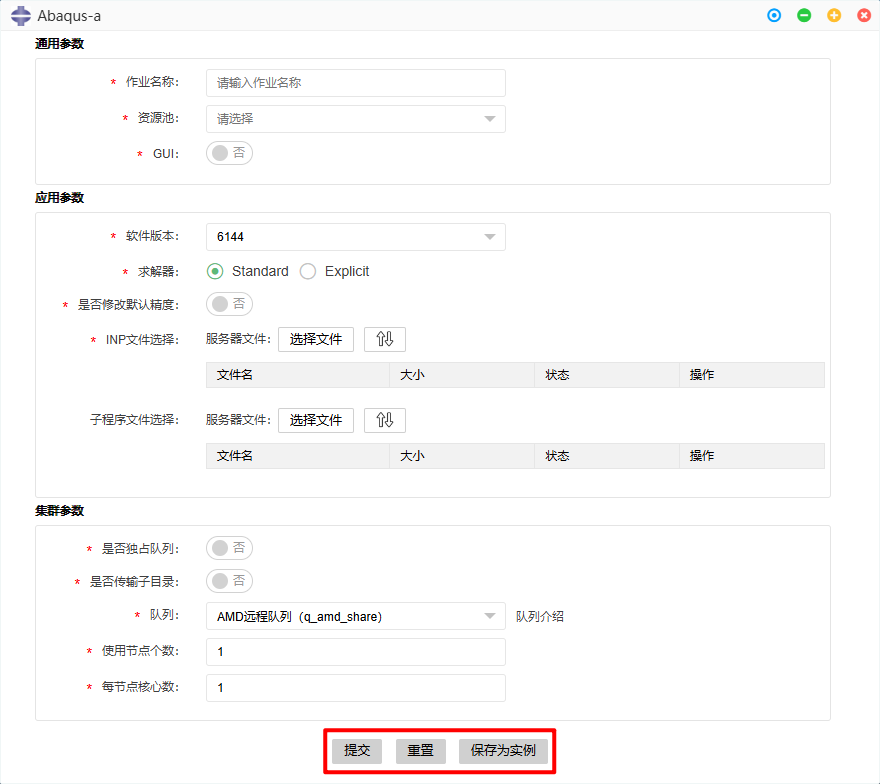 Abaqus-a
通用参数
* 作业名称: 请输入作业名称
* 资源池: 请选择
* GUI: 否
应用参数
* 软件版本: 6144
* 求解器: Standard Explicit
* 是否修改默认精度: 否
* INP文件选择: 服务器文件: 选择文件
文件名 大小 状态 操作
子程序文件选择: 服务器文件: 选择文件
文件名 大小 状态 操作
集群参数
* 是否独占队列: 否
* 是否传输子目录: 否
* 队列: AMD远程队列（q_amd_share） 队列介绍
* 使用节点个数: 1
* 每节点核心数: 1
提交 重置 保存为实例